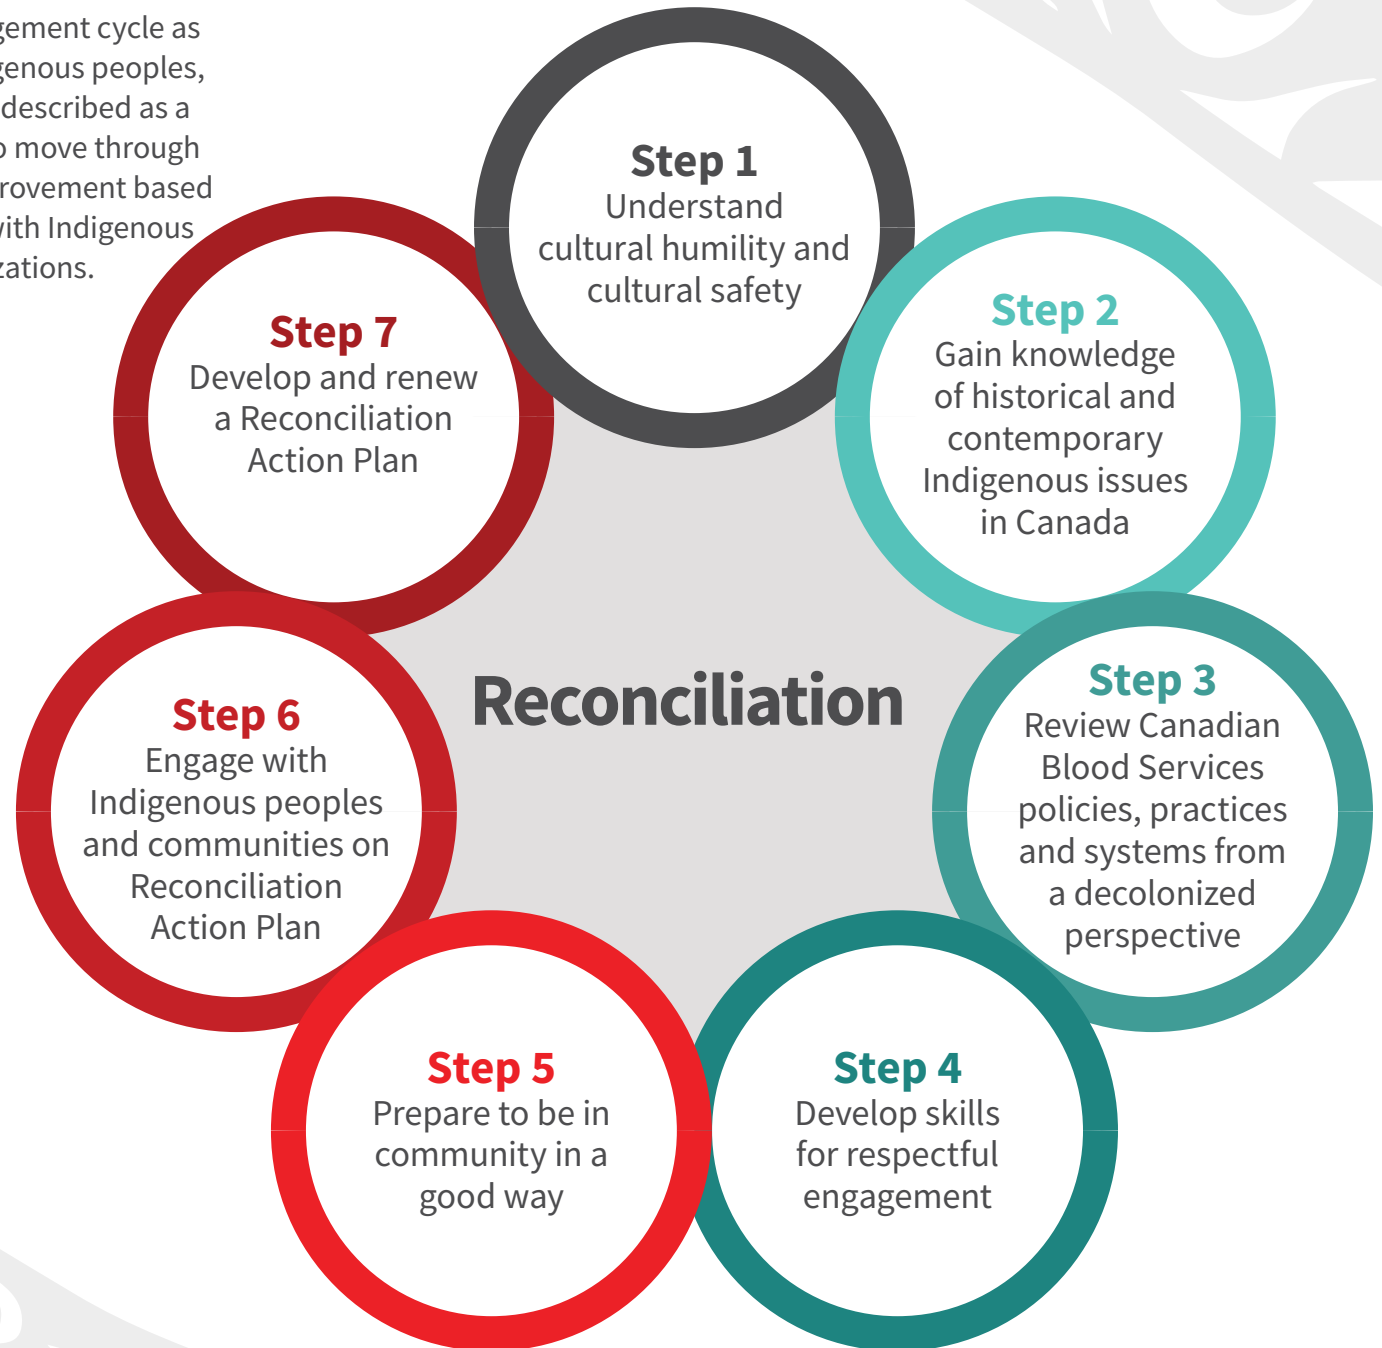 gement cycle as
genous peoples,
described as a
o move through
rovement based
with Indigenous
zations.
Step 1
Understand
cultural humility and
cultural safety
Step 2
Gain knowledge
of historical and
contemporary
Indigenous issues
in Canada
Step 3
Review Canadian
Blood Services
policies, practices
and systems from
a decolonized
perspective
Step 4
Develop skills
for respectful
engagement
Step 5
Prepare to be in
community in a
good way
Step 6
Engage with
Indigenous peoples
and communities on
Reconciliation
Action Plan
Step 7
Develop and renew
a Reconciliation
Action Plan
Reconciliation